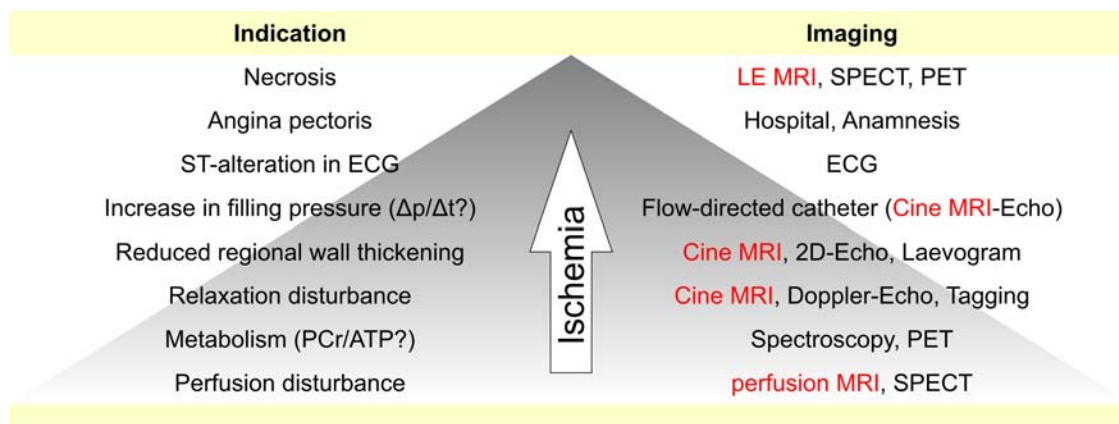 Indication Imaging
Necrosis LE MRI, SPECT, PET
Angina pectoris Hospital, Anamnesis
ST-alteration in ECG ECG
Increase in filling pressure (Δp/Δt?) Flow-directed catheter (Cine MRI-Echo)
Reduced regional wall thickening Cine MRI, 2D-Echo, Laevogram
Relaxation disturbance Cine MRI, Doppler-Echo, Tagging
Metabolism (PCr/ATP?) Spectroscopy, PET
Perfusion disturbance perfusion MRI, SPECT
Ischemia